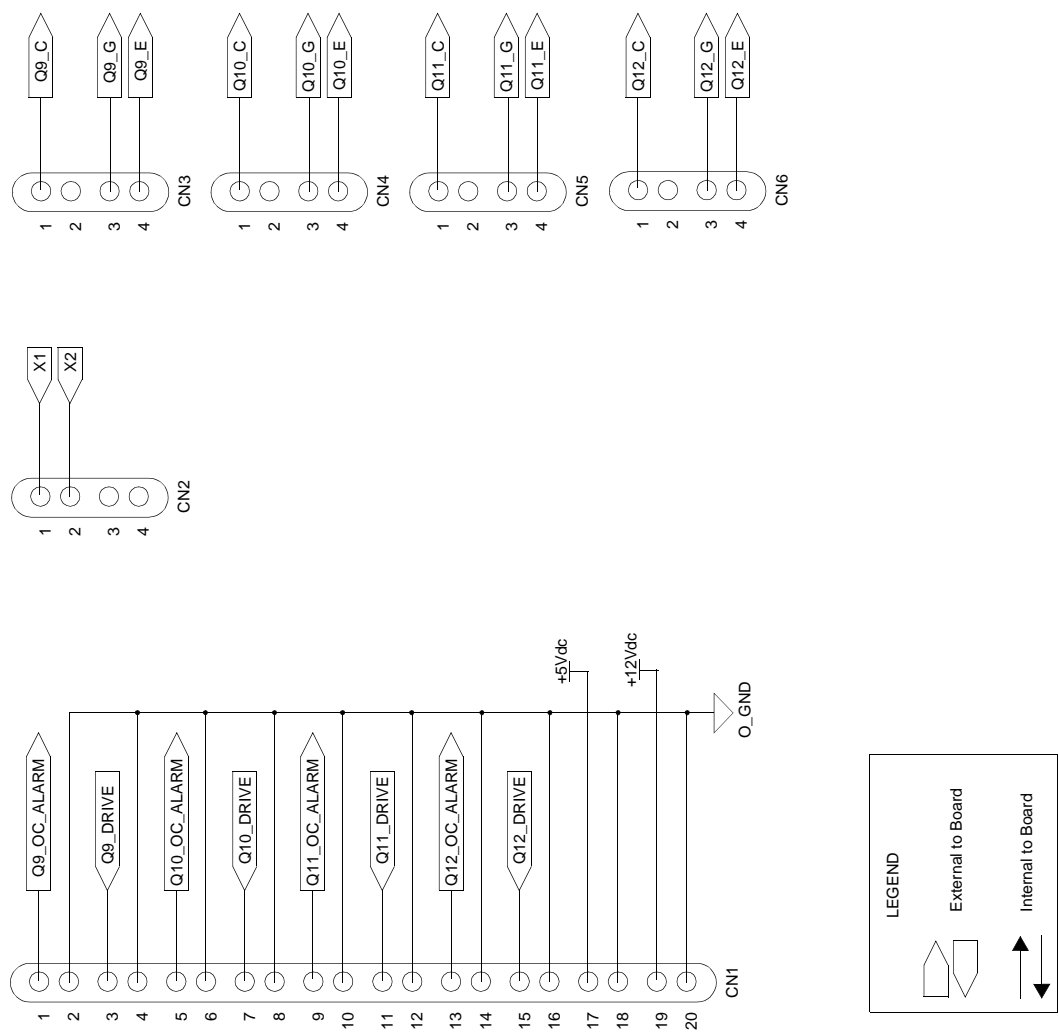 Q9_C
Q9_G
Q9_E
1
2
3
4
CN3
Q10_C
Q10_G
Q10_E
1
2
3
4
CN4
Q11_C
Q11_G
Q11_E
1
2
3
4
CN5
Q12_C
Q12_G
Q12_E
1
2
3
4
CN6
X1
X2
1
2
3
4
CN2
Q9_OC_ALARM
Q9_DRIVE
Q10_OC_ALARM
Q10_DRIVE
Q11_OC_ALARM
Q11_DRIVE
Q12_OC_ALARM
Q12_DRIVE
+5Vdc
+12Vdc
O_GND
1
2
3
4
5
6
7
8
9
10
11
12
13
14
15
16
17
18
19
20
CN1
LEGEND
External to Board
Internal to Board